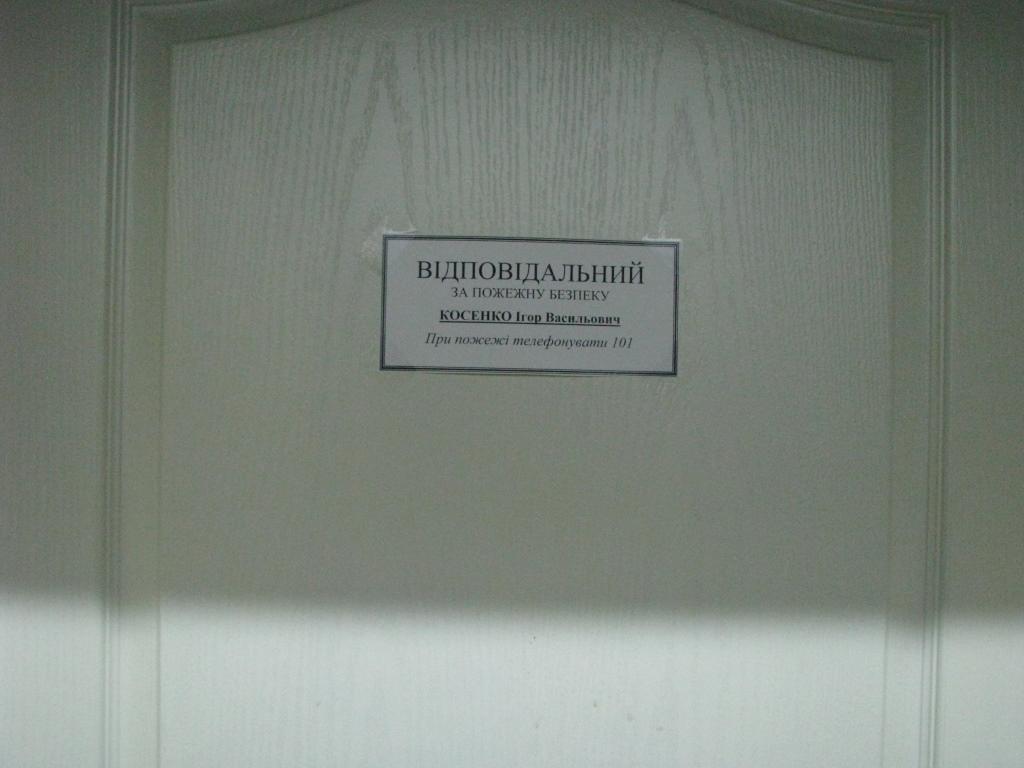 ВІДПОВІДАЛЬНИЙ
ЗА ПОЖЕЖНУ БЕЗПЕКУ
КОСЕНКО Ігор Васильович
При пожежі телефонувати 101